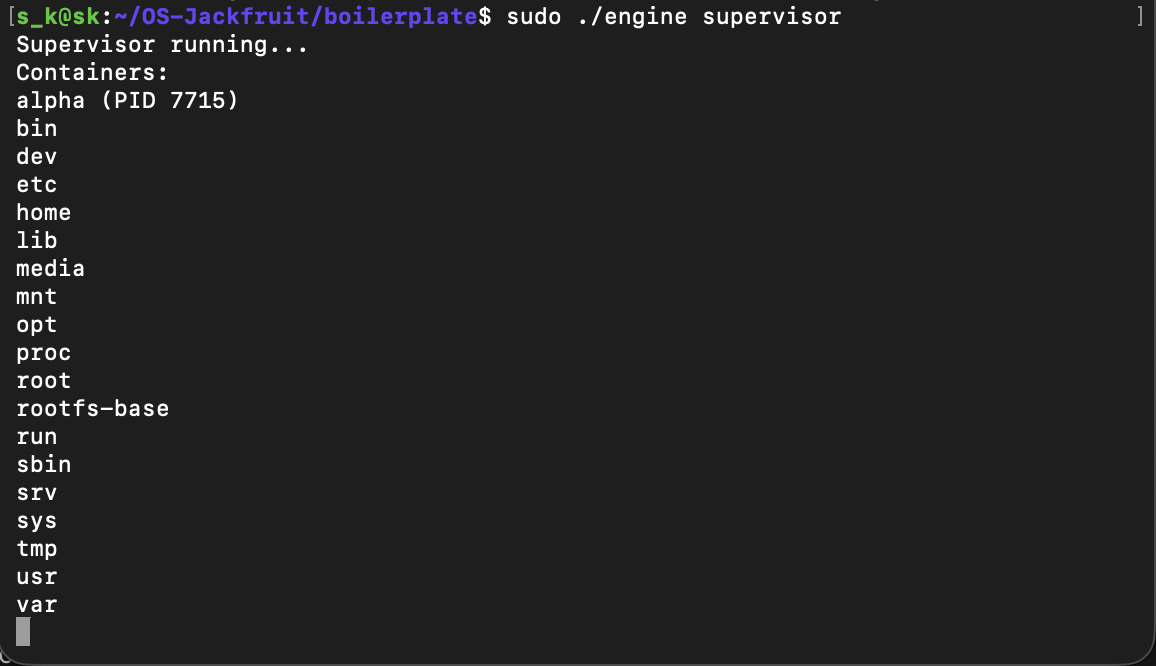 [s_k@sk:~/OS-Jackfruit/boilerplate$ sudo ./engine supervisor ]
Supervisor running...
Containers:
alpha (PID 7715)
bin
dev
etc
home
lib
media
mnt
opt
proc
root
rootfs-base
run
sbin
srv
sys
tmp
usr
var